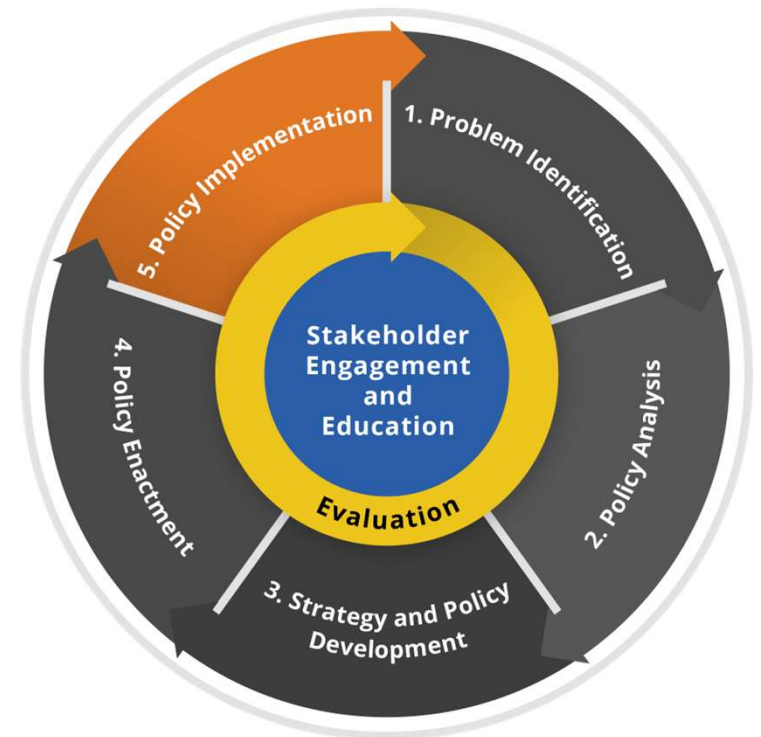 1. Problem Identification
2. Policy Analysis
3. Strategy and Policy
Development
4. Policy Enactment
5. Policy Implementation
Stakeholder
Engagement
and
Education
Evaluation